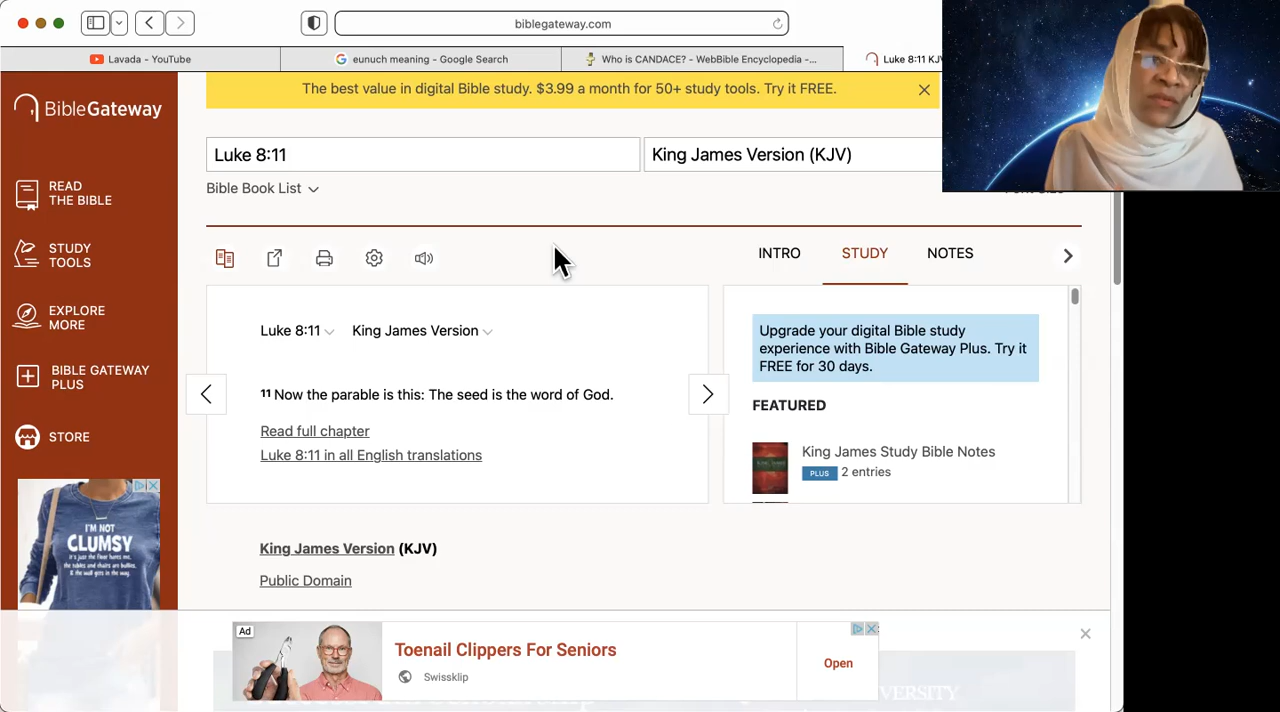 biblegateway.com
Lavada - YouTube
eunuch meaning - Google Search
Who is CANDACE? - WebBible Encyclopedia -...
Luke 8:11 KJV
BibleGateway
The best value in digital Bible study. $3.99 a month for 50+ study tools. Try it FREE.
Luke 8:11
King James Version (KJV)
Bible Book List
Font Size
READ
THE BIBLE
STUDY
TOOLS
EXPLORE
MORE
BIBLE GATEWAY
PLUS
STORE
INTRO
STUDY
NOTES
Luke 8:11
King James Version
11 Now the parable is this: The seed is the word of God.
Read full chapter
Luke 8:11 in all English translations
Upgrade your digital Bible study
experience with Bible Gateway Plus. Try it
FREE for 30 days.
FEATURED
King James Study Bible Notes
PLUS
2 entries
King James Version (KJV)
Public Domain
I'M NOT
CLUMSY
Ad
Toenail Clippers For Seniors
Swissklip
Open